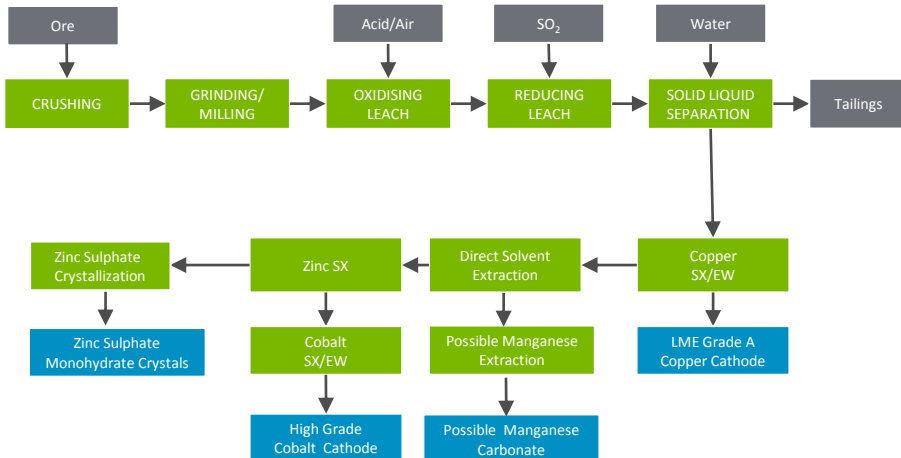 Ore
Acid/Air
SO₂
Water
CRUSHING
GRINDING/
MILLING
OXIDISING
LEACH
REDUCING
LEACH
SOLID LIQUID
SEPARATION
Tailings
Zinc Sulphate
Crystallization
Zinc SX
Direct Solvent
Extraction
Copper
SX/EW
Zinc Sulphate
Monohydrate Crystals
Cobalt
SX/EW
Possible Manganese
Extraction
LME Grade A
Copper Cathode
High Grade
Cobalt Cathode
Possible Manganese
Carbonate